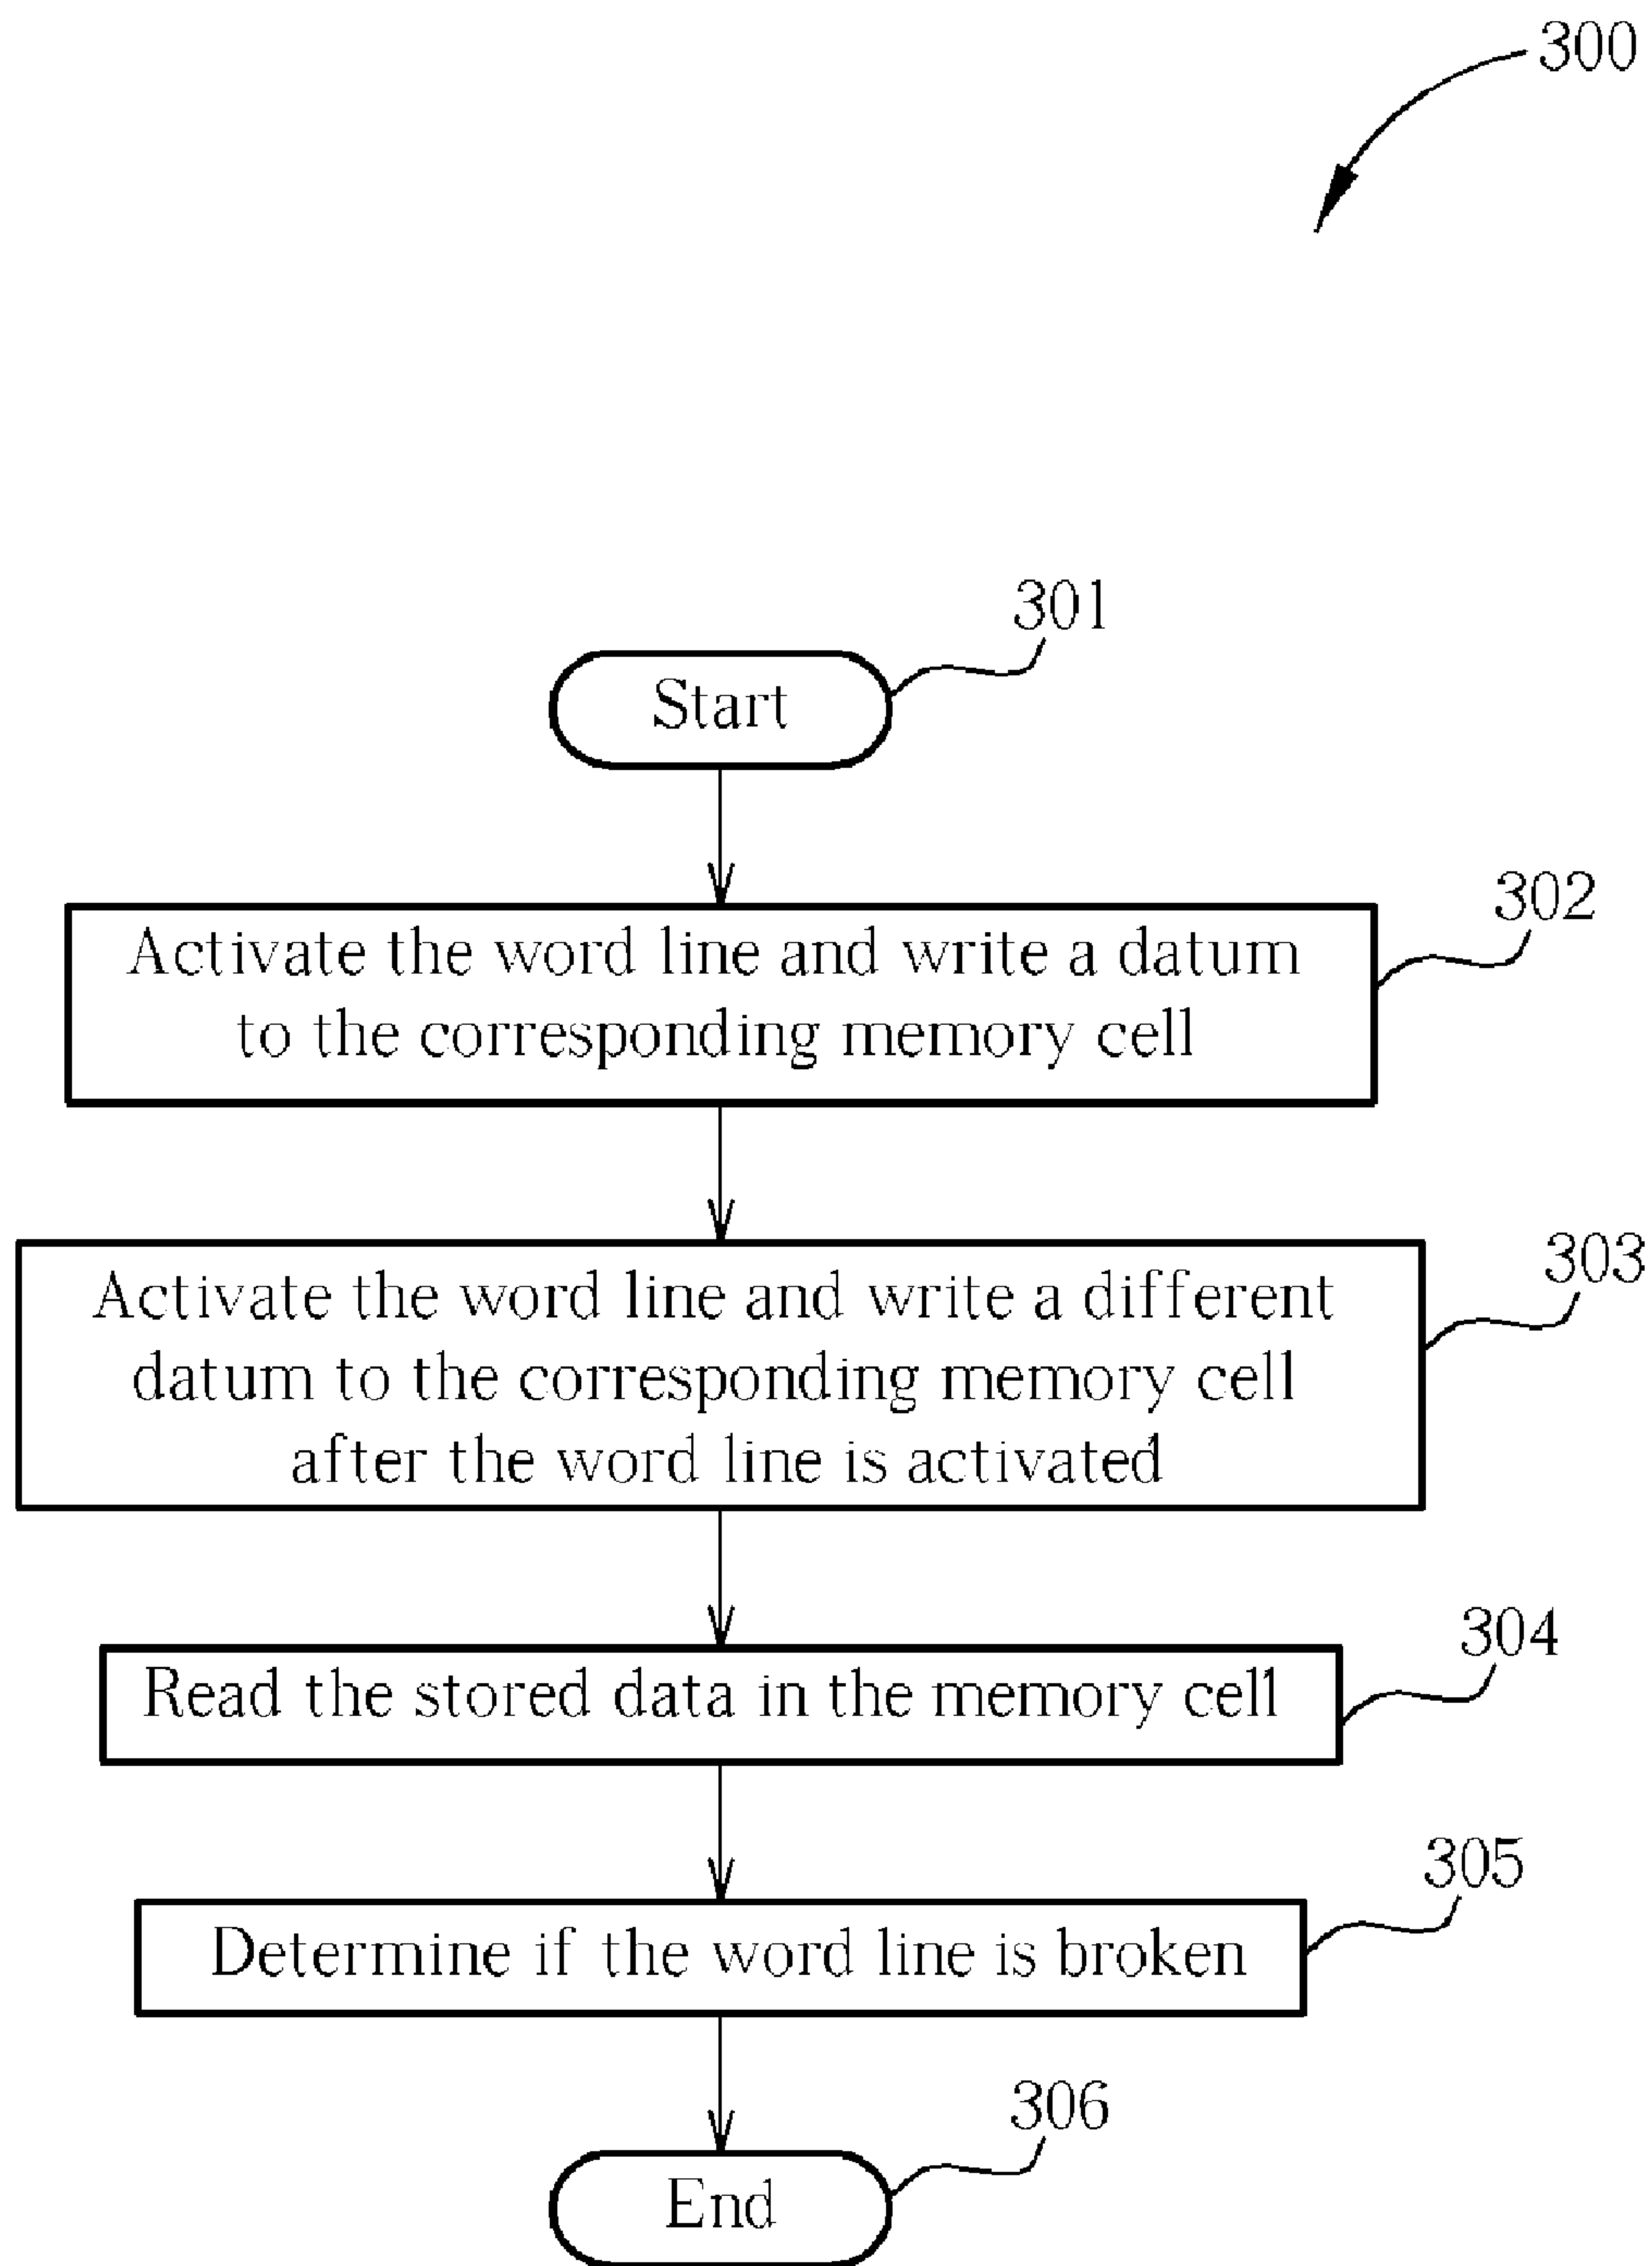 300
301
Start
302
Activate the word line and write a datum
to the corresponding memory cell
303
Activate the word line and write a different
datum to the corresponding memory cell
after the word line is activated
304
Read the stored data in the memory cell
305
Determine if the word line is broken
306
End